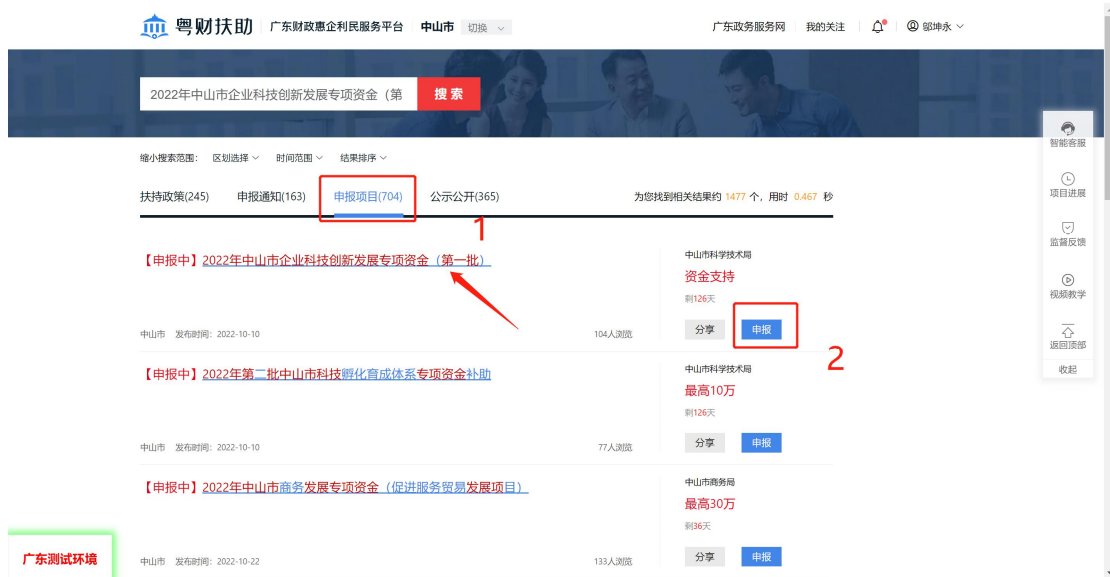 粤财扶助 广东财政惠企利民服务平台 中山市 切换 广东政务服务网 我的关注 邬坤永
2022年中山市企业科技创新发展专项资金（第 搜 索
智能客服
项目进展
监督反馈
视频教学
返回顶部
收起
缩小搜索范围： 区划选择 时间范围 结果排序
扶持政策(245) 申报通知(163) 申报项目(704) 公示公开(365) 为您找到相关结果约 1477 个，用时 0.467 秒
1
【申报中】2022年中山市企业科技创新发展专项资金（第一批）
中山市科学技术局
资金支持
剩126天
中山市 发布时间：2022-10-10 104人浏览 分享 申报
2
【申报中】2022年第二批中山市科技孵化育成体系专项资金补助
中山市科学技术局
最高10万
剩126天
中山市 发布时间：2022-10-10 77人浏览 分享 申报
【申报中】2022年中山市商务发展专项资金（促进服务贸易发展项目）
中山市商务局
最高30万
剩36天
中山市 发布时间：2022-10-22 133人浏览 分享 申报
广东测试环境